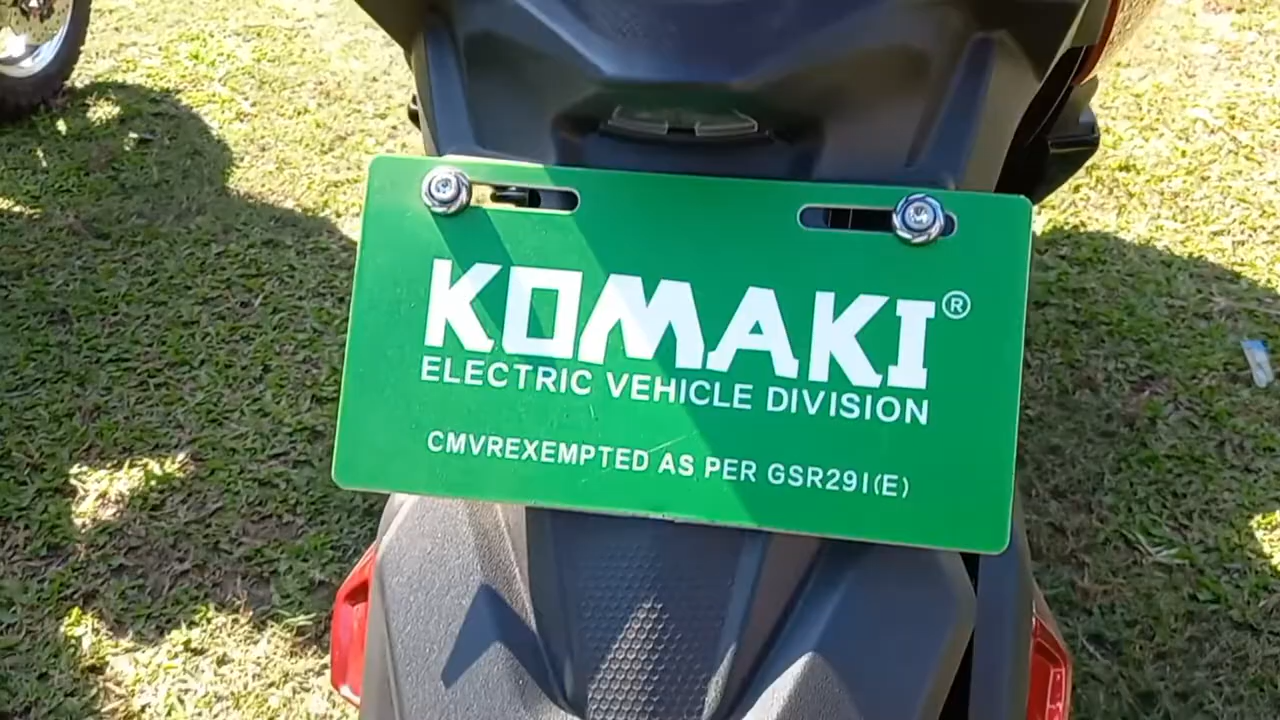 KOMAKI®
ELECTRIC VEHICLE DIVISION
CMVREXEMPTED AS PER GSR291(E)